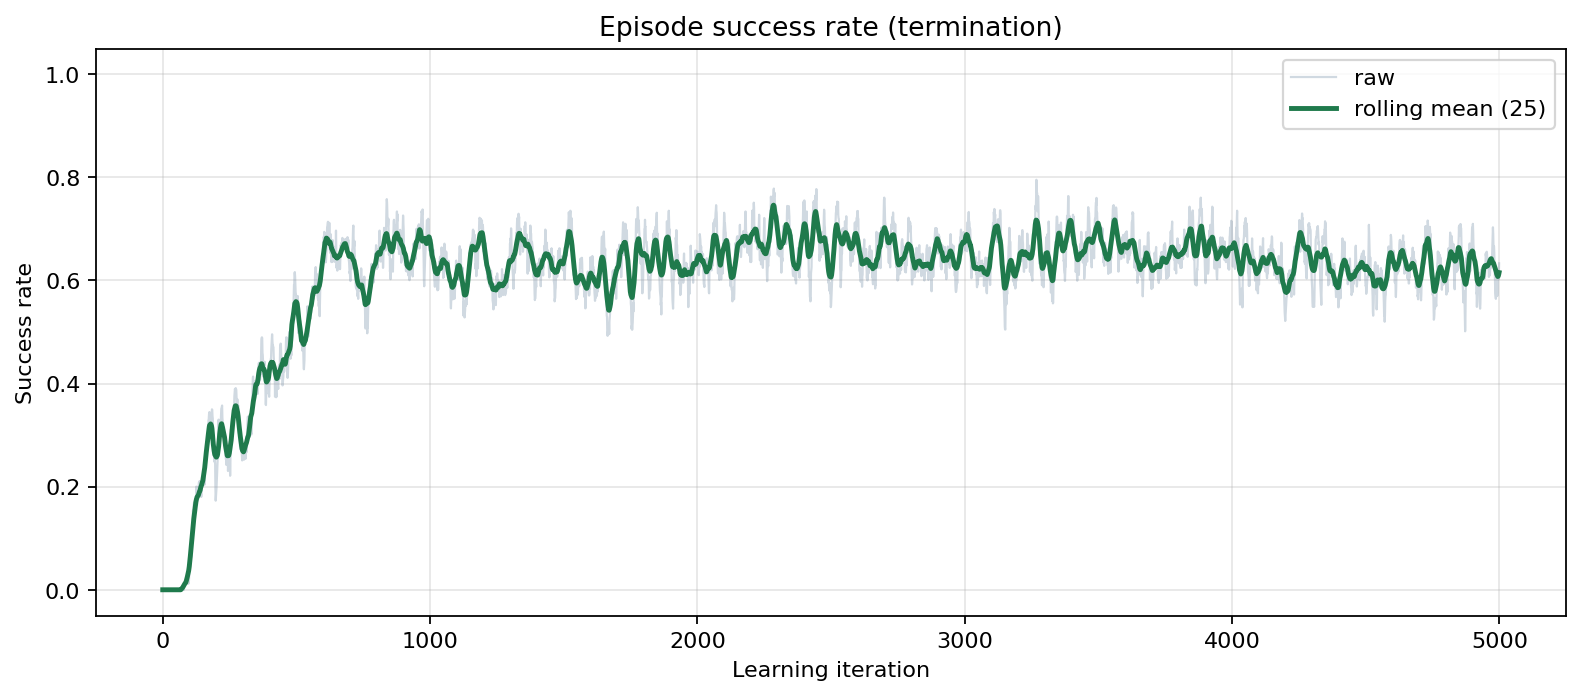 Episode success rate (termination)
raw
rolling mean (25)
Success rate
1.0
0.8
0.6
0.4
0.2
0.0
0 1000 2000 3000 4000 5000
Learning iteration